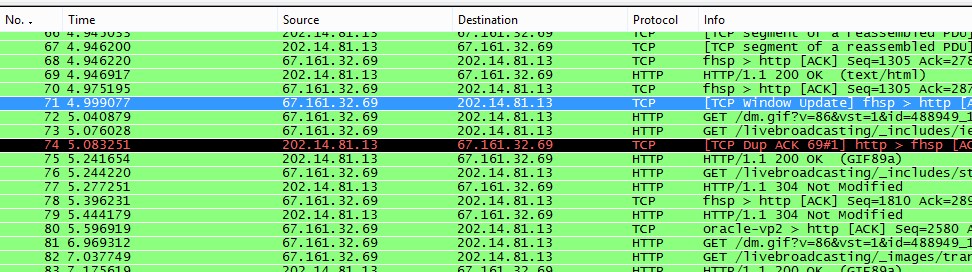 No. Time Source Destination Protocol Info
66 4.945033 202.14.81.13 67.161.32.69 TCP [TCP segment of a reassembled PDU]
67 4.946200 202.14.81.13 67.161.32.69 TCP [TCP segment of a reassembled PDU]
68 4.946220 67.161.32.69 202.14.81.13 TCP fhsp > http [ACK] Seq=1305 Ack=278
69 4.946917 202.14.81.13 67.161.32.69 HTTP HTTP/1.1 200 OK (text/html)
70 4.975195 67.161.32.69 202.14.81.13 TCP fhsp > http [ACK] Seq=1305 Ack=287
71 4.999077 67.161.32.69 202.14.81.13 TCP [TCP Window Update] fhsp > http [A
72 5.040879 67.161.32.69 202.14.81.13 HTTP GET /dm.gif?v=86&vst=1&id=488949_1
73 5.076028 67.161.32.69 202.14.81.13 HTTP GET /livebroadcasting/_includes/ie
74 5.083251 202.14.81.13 67.161.32.69 TCP [TCP Dup ACK 69#1] http > fhsp [AC
75 5.241654 202.14.81.13 67.161.32.69 HTTP HTTP/1.1 200 OK (GIF89a)
76 5.244220 67.161.32.69 202.14.81.13 HTTP GET /livebroadcasting/_includes/st
77 5.277251 202.14.81.13 67.161.32.69 HTTP HTTP/1.1 304 Not Modified
78 5.396231 67.161.32.69 202.14.81.13 TCP fhsp > http [ACK] Seq=1810 Ack=289
79 5.444179 202.14.81.13 67.161.32.69 HTTP HTTP/1.1 304 Not Modified
80 5.596919 67.161.32.69 202.14.81.13 TCP oracle-vp2 > http [ACK] Seq=2580 A
81 6.969312 67.161.32.69 202.14.81.13 HTTP GET /dm.gif?v=86&vst=1&id=488949_1
82 7.037749 67.161.32.69 202.14.81.13 HTTP GET /livebroadcasting/_images/tran
83 7.175619 202.14.81.13 67.161.32.69 HTTP HTTP/1.1 200 OK (GIF89a)